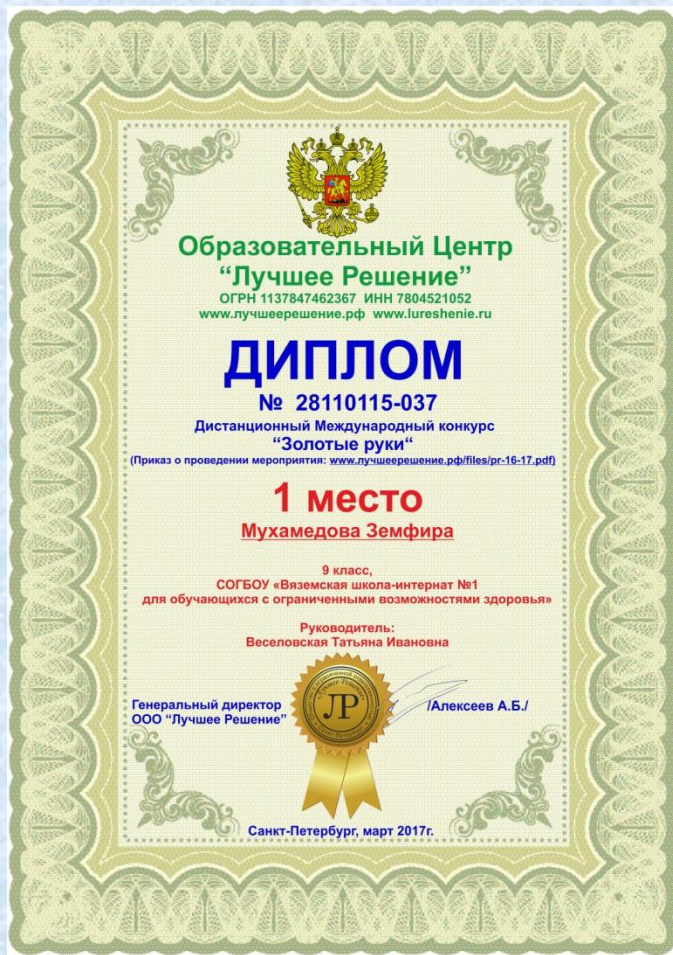 Образовательный Центр
“Лучшее Решение”
ОГРН 1137847462367 ИНН 7804521052
www.лучшеерешение.рф www.lureshenie.ru
ДИПЛОМ
№ 28110115-037
Дистанционный Международный конкурс
“Золотые руки“
(Приказ о проведении мероприятия: www.лучшеерешение.рф/files/pr-16-17.pdf)
1 место
Мухамедова Земфира
9 класс,
СОГБОУ «Вяземская школа-интернат №1
для обучающихся с ограниченными возможностями здоровья»
Руководитель:
Веселовская Татьяна Ивановна
Генеральный директор
ООО “Лучшее Решение”
"Лучшее Решение"
ЛР
/Алексеев А.Б./
Санкт-Петербург, март 2017г.